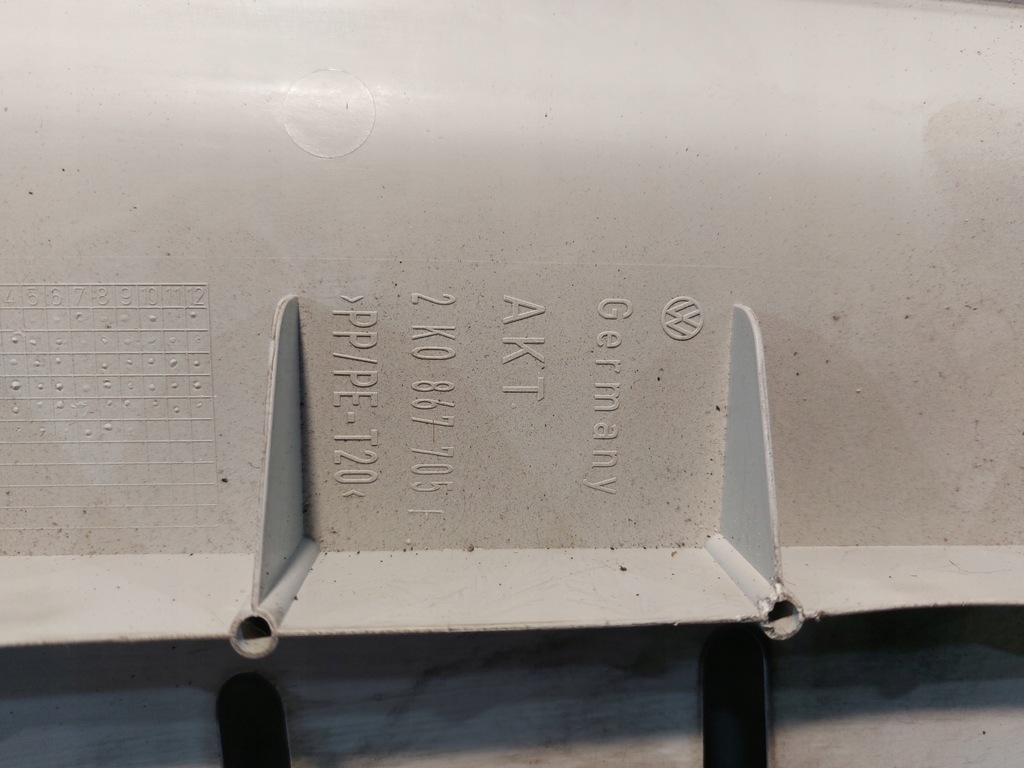 Germany
AKT
2K0 867 705
>PP/PE-T20<
4 5 6 7 8 9 10 11 12